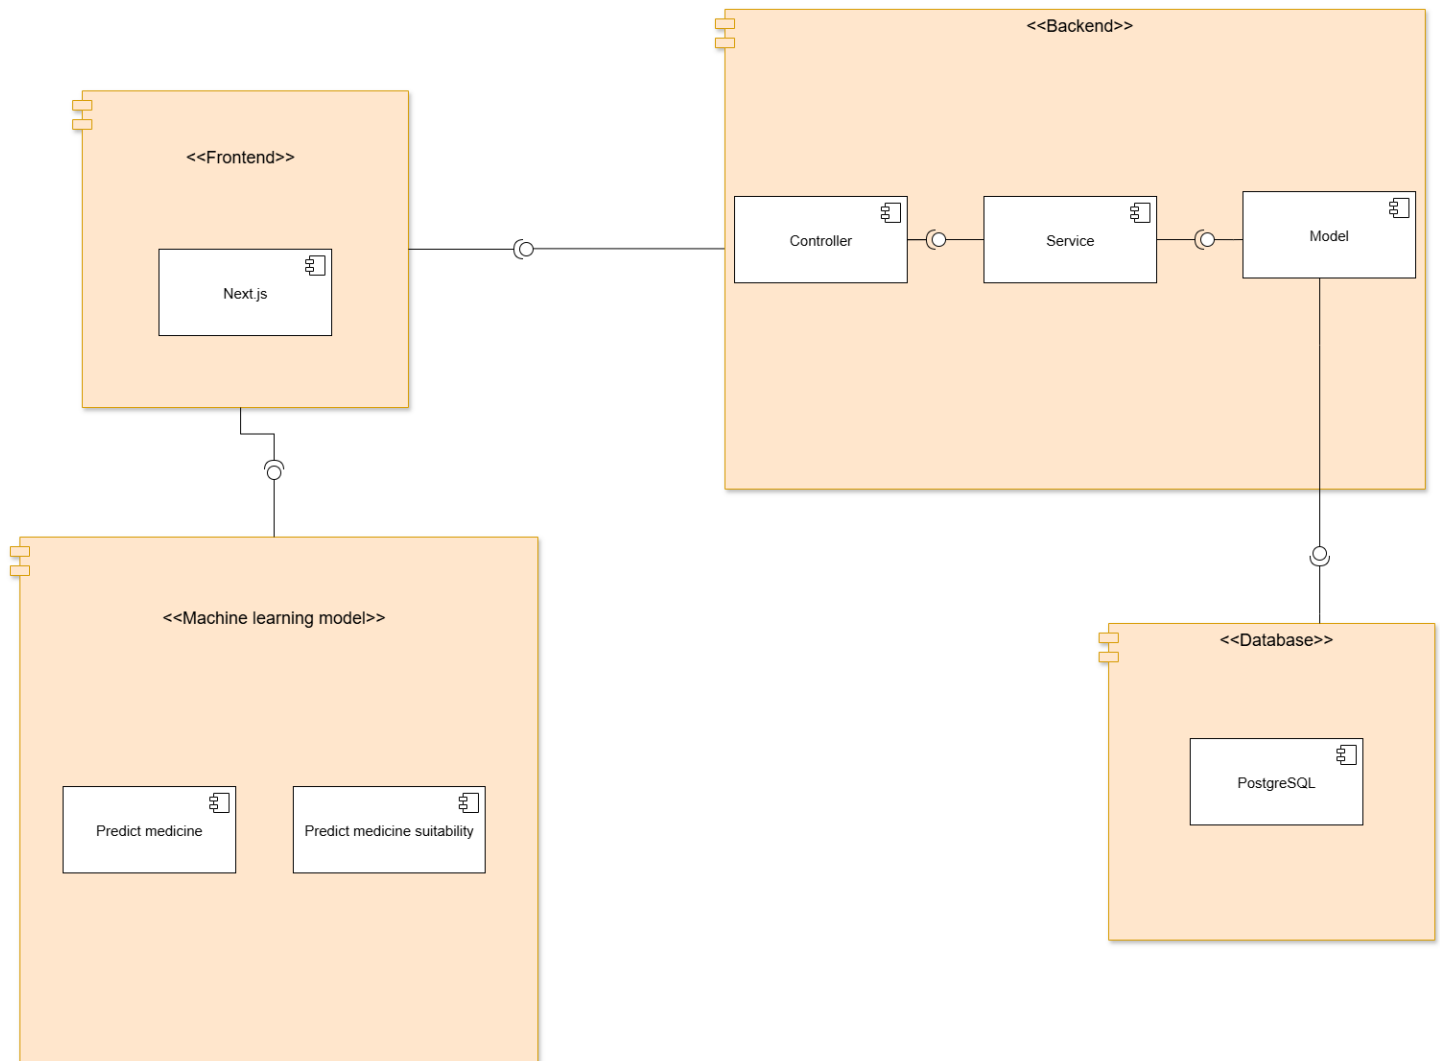 <<Backend>>
<<Frontend>>
Controller
Service
Model
Next.js
<<Machine learning model>>
<<Database>>
PostgreSQL
Predict medicine
Predict medicine suitability